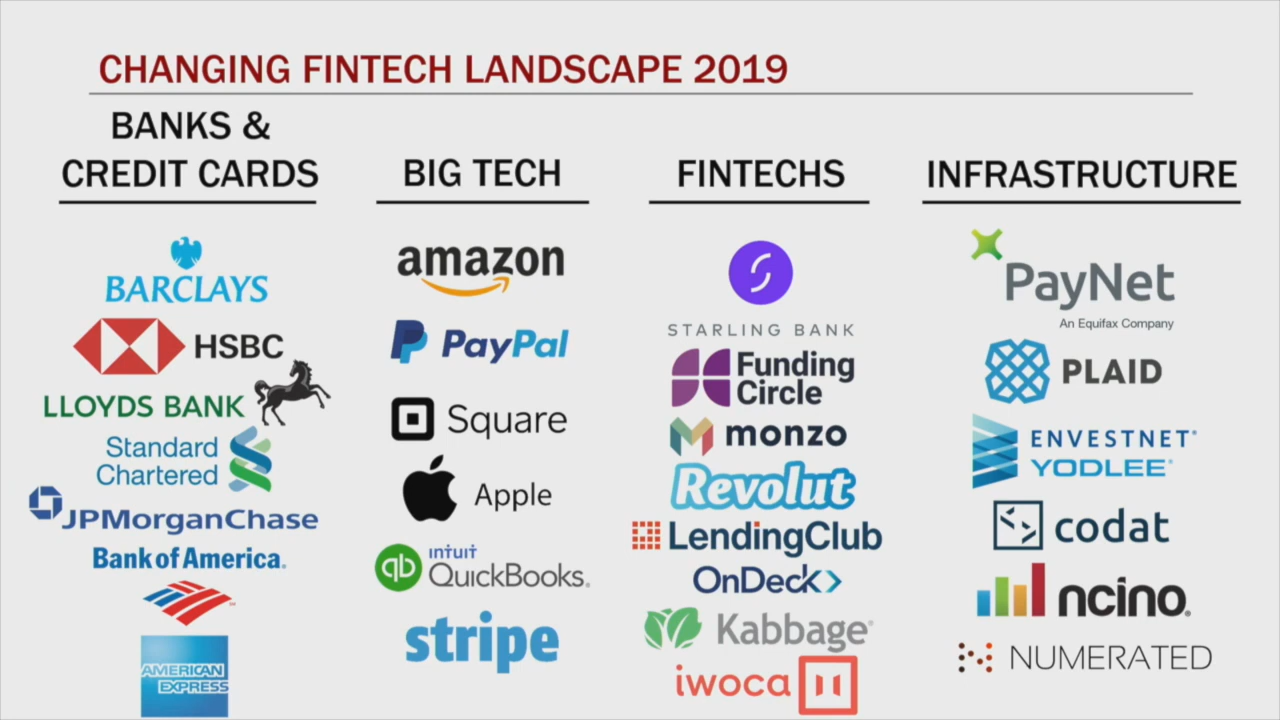 CHANGING FINTECH LANDSCAPE 2019
BANKS &
CREDIT CARDS
BARCLAYS
HSBC
LLOYDS BANK
Standard
Chartered
JPMorganChase
Bank of America.
AMERICAN
EXPRESS
BIG TECH
amazon
PayPal
Square
Apple
intuit
qb
QuickBooks.
stripe
FINTECHS
STARLING BANK
Funding
Circle
monzo
Revolut
LendingClub
OnDeck
Kabbage
iwoca
INFRASTRUCTURE
PayNet
An Equifax Company
PLAID
ENVESTNET®
YODLEE®
codat
ncino®
NUMERATED